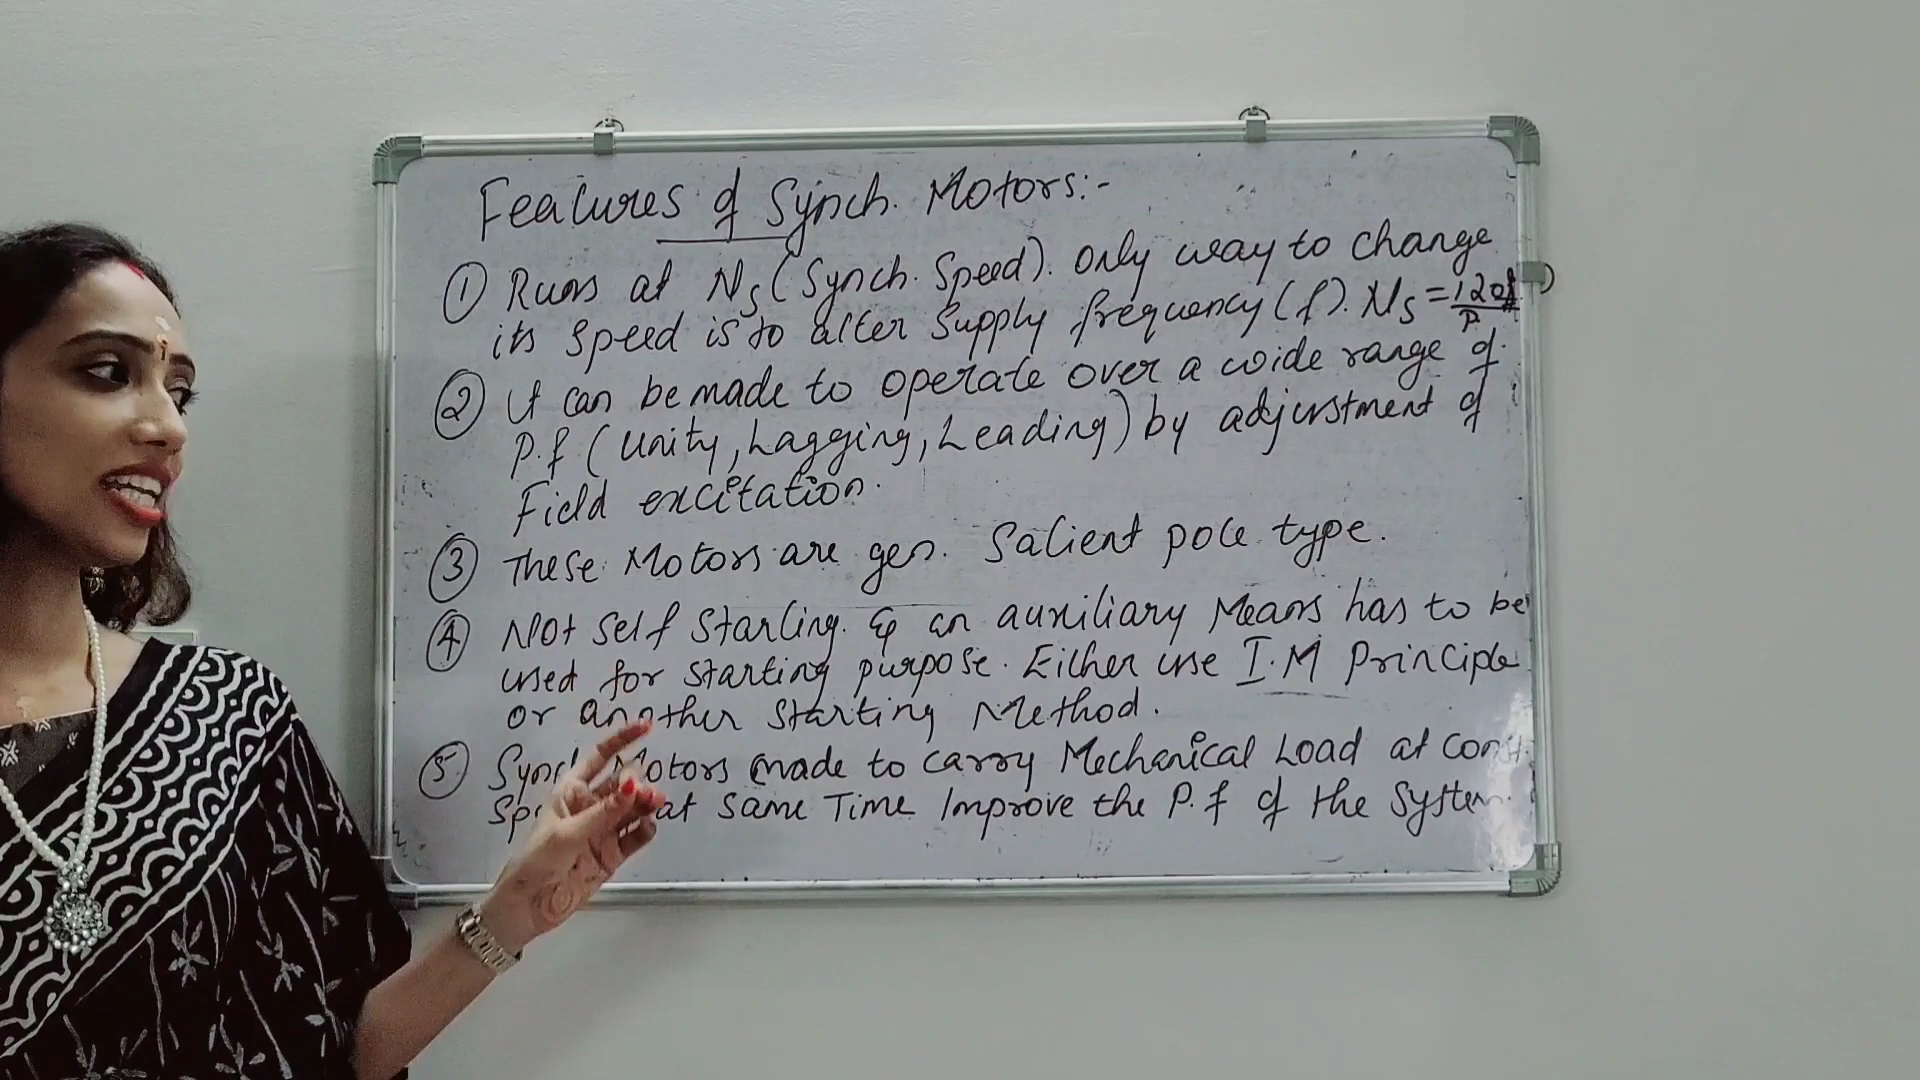 Features of Synch. Motors:-
① Runs at Ns (Synch. Speed). Only way to change
its speed is to alter supply frequency (f). Ns = 120f/P
② It can be made to operate over a wide range of
P.f (Unity, Lagging, Leading) by adjustment of
Field excitation.
③ These Motors are gen. Salient pole type.
④ Not Self Starting. & an auxiliary Means has to be
used for starting purpose. Either use I.M Principle
or another Starting Method.
⑤ Motors made to carry Mechanical Load at Const.
at Same Time Improve the P.f of the System.